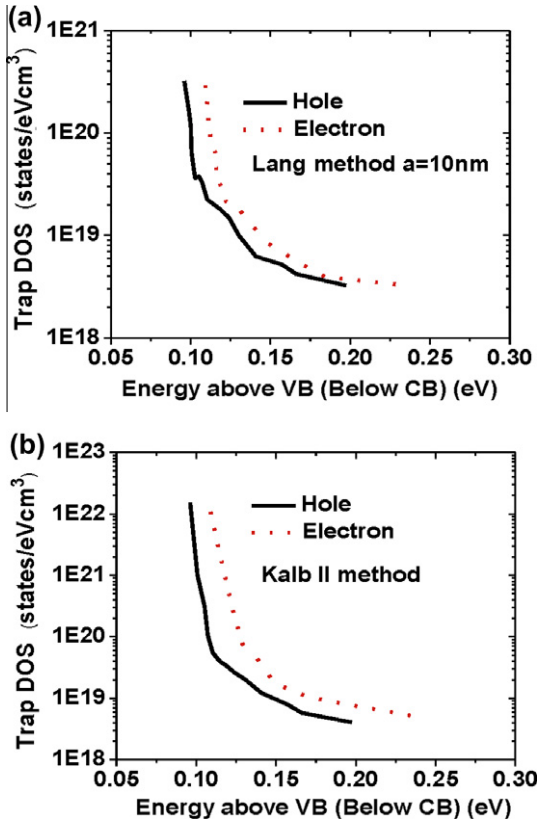 (a)
1E21
1E20
1E19
1E18
Trap DOS (states/eVcm³)
Hole
Electron
Lang method a=10nm
0.05 0.10 0.15 0.20 0.25 0.30
Energy above VB (Below CB) (eV)
(b)
1E23
1E22
1E21
1E20
1E19
1E18
Trap DOS (states/eVcm³)
Hole
Electron
Kalb II method
0.05 0.10 0.15 0.20 0.25 0.30
Energy above VB (Below CB) (eV)